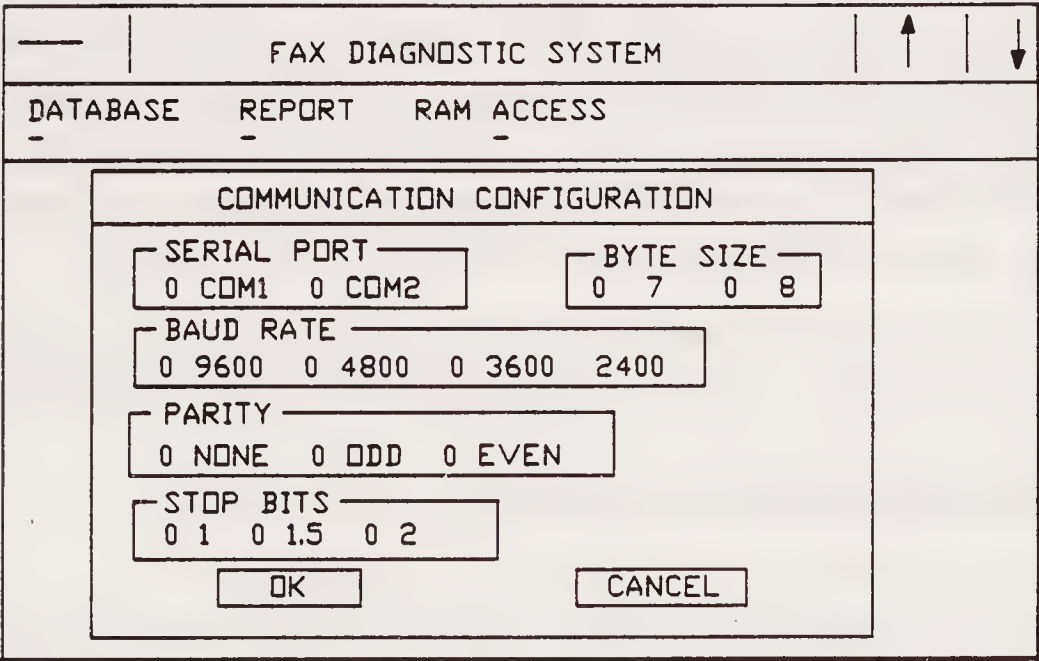 FAX DIAGNOSTIC SYSTEM
DATABASE REPORT RAM ACCESS
COMMUNICATION CONFIGURATION
SERIAL PORT BYTE SIZE
0 COM1 0 COM2 0 7 0 8
BAUD RATE
0 9600 0 4800 0 3600 2400
PARITY
0 NONE 0 ODD 0 EVEN
STOP BITS
0 1 0 1.5 0 2
OK CANCEL